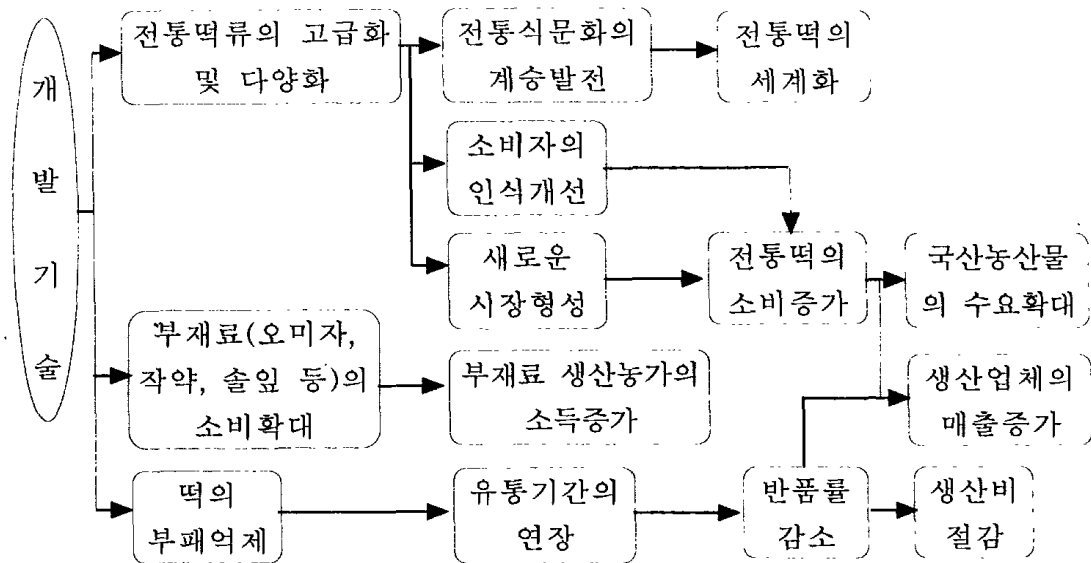 개발기술
전통떡류의 고급화
및 다양화
전통식문화의
계승발전
전통떡의
세계화
소비자의
인식개선
새로운
시장형성
전통떡의
소비증가
국산농산물
의 수요확대
부재료(오미자,
작약, 솔잎 등)의
소비확대
부재료 생산농가의
소득증가
생산업체의
매출증가
떡의
부패억제
유통기간의
연장
반품률
감소
생산비
절감